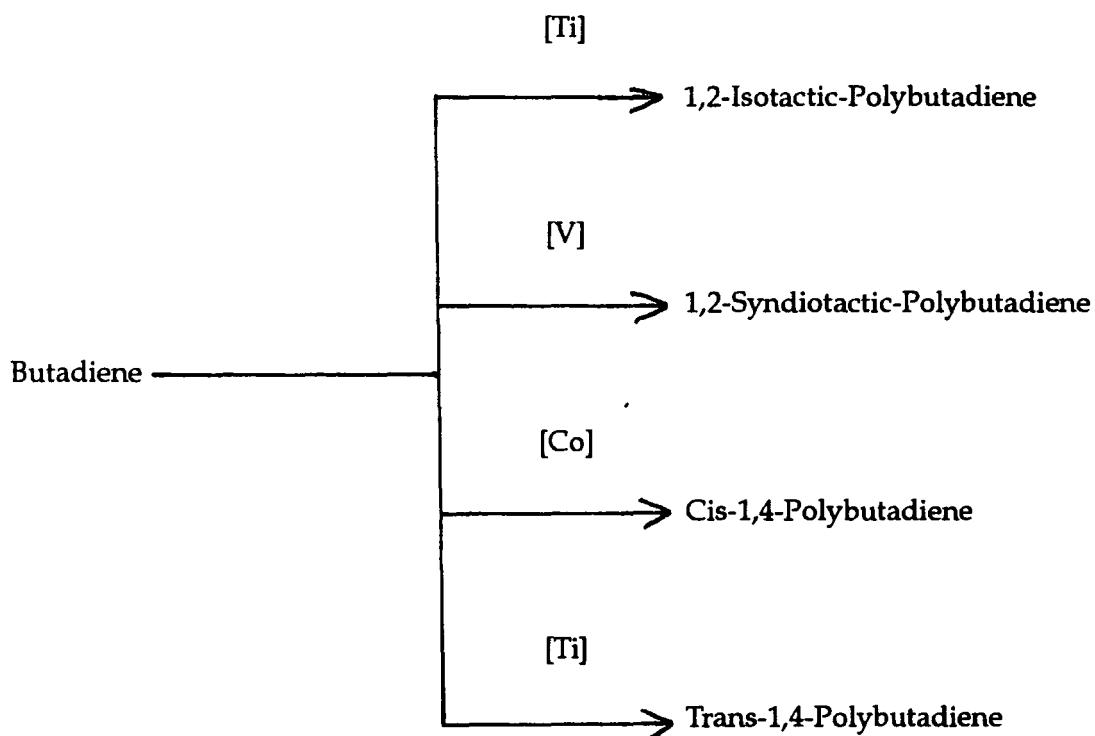 [Ti]
1,2-Isotactic-Polybutadiene
[V]
1,2-Syndiotactic-Polybutadiene
Butadiene
[Co]
Cis-1,4-Polybutadiene
[Ti]
Trans-1,4-Polybutadiene